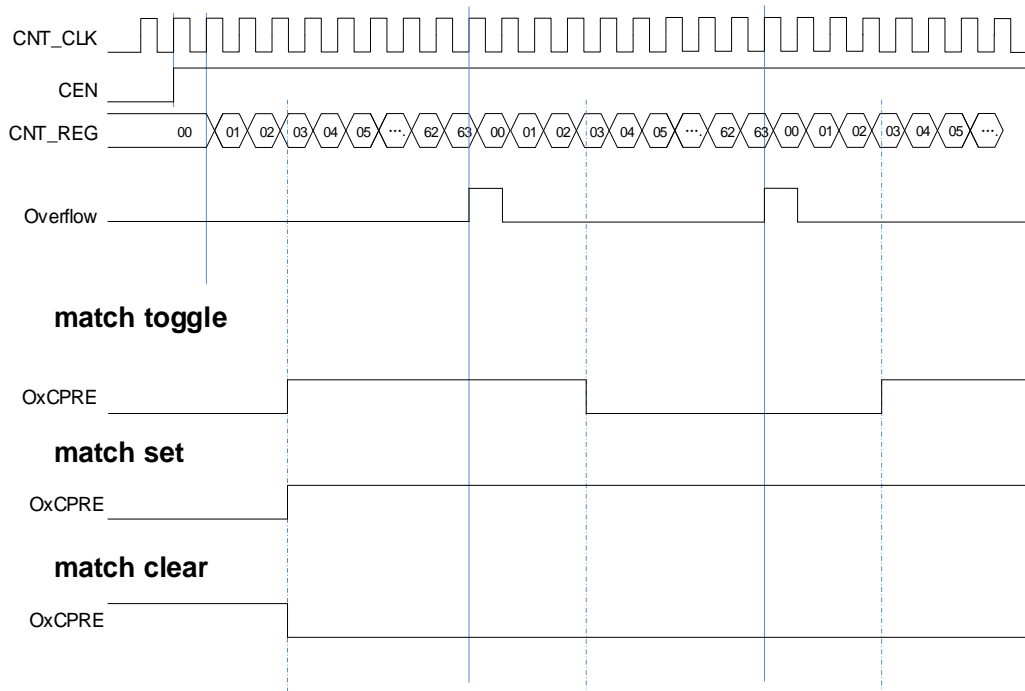 CNT_CLK
CEN
CNT_REG 00 01 02 03 04 05 ···. 62 63 00 01 02 03 04 05 ···. 62 63 00 01 02 03 04 05 ···.
Overflow
match toggle
OxCPRE
match set
OxCPRE
match clear
OxCPRE